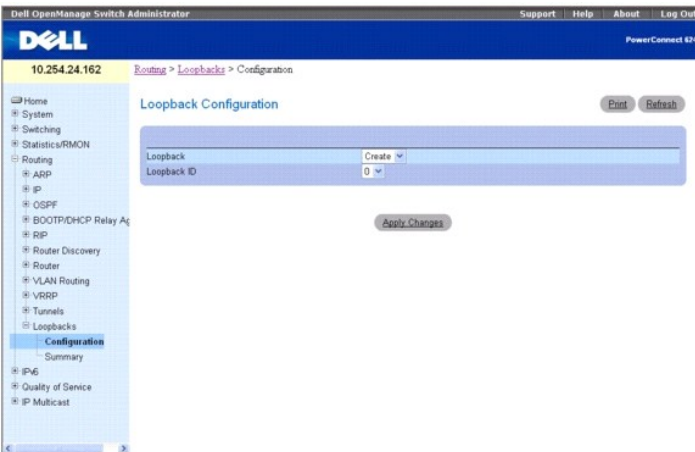 Dell OpenManage Switch Administrator
Support Help About Log Out
DELL
PowerConnect 624
10.254.24.162
Routing > Loopbacks > Configuration
Home
System
Switching
Statistics/RMON
Routing
ARP
IP
OSPF
BOOTP/DHCP Relay Ag
RIP
Router Discovery
Router
VLAN Routing
VRRP
Tunnels
Loopbacks
Configuration
Summary
IPv6
Quality of Service
IP Multicast
Loopback Configuration
Print Refresh
Loopback Create
Loopback ID 0
Apply Changes